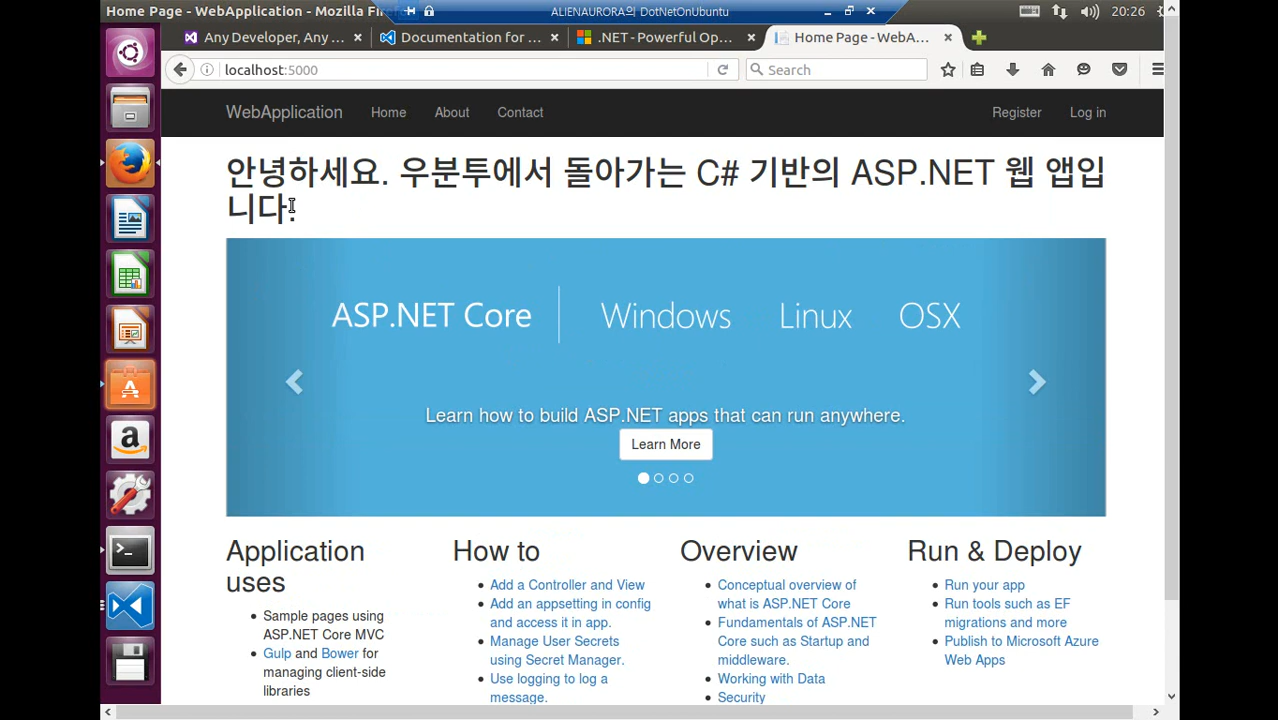 Home Page - WebApplication - Mozilla Fir
ALIENAURORA의 DotNetOnUbuntu
20:26
Any Developer, Any ...
Documentation for ...
.NET - Powerful Op...
Home Page - WebA...
localhost:5000
Search
WebApplication
Home
About
Contact
Register
Log in
안녕하세요. 우분투에서 돌아가는 C# 기반의 ASP.NET 웹 앱입
니다.
ASP.NET Core
Windows
Linux
OSX
Learn how to build ASP.NET apps that can run anywhere.
Learn More
Application
uses
Sample pages using
ASP.NET Core MVC
Gulp and Bower for
managing client-side
libraries
How to
Add a Controller and View
Add an appsetting in config
and access it in app.
Manage User Secrets
using Secret Manager.
Use logging to log a
message.
Overview
Conceptual overview of
what is ASP.NET Core
Fundamentals of ASP.NET
Core such as Startup and
middleware.
Working with Data
Security
Run & Deploy
Run your app
Run tools such as EF
migrations and more
Publish to Microsoft Azure
Web Apps